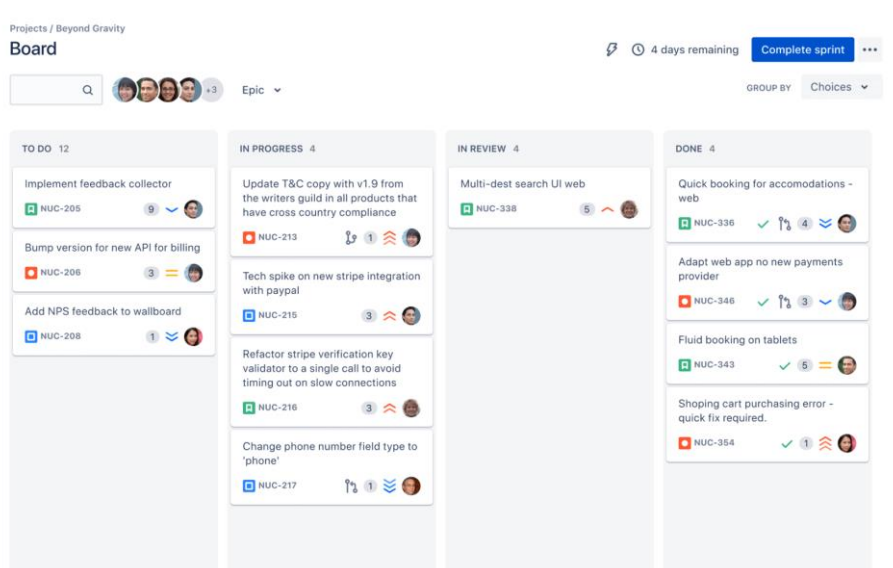 Projects / Beyond Gravity
Board
4 days remaining
Complete sprint
+3
Epic
GROUP BY
Choices
TO DO 12
Implement feedback collector
NUC-205
9
Bump version for new API for billing
NUC-206
3
Add NPS feedback to wallboard
NUC-208
1
IN PROGRESS 4
Update T&C copy with v1.9 from
the writers guild in all products that
have cross country compliance
NUC-213
1
Tech spike on new stripe integration
with paypal
NUC-215
3
Refactor stripe verification key
validator to a single call to avoid
timing out on slow connections
NUC-216
3
Change phone number field type to
'phone'
NUC-217
1
IN REVIEW 4
Multi-dest search UI web
NUC-338
5
DONE 4
Quick booking for accomodations -
web
NUC-336
4
Adapt web app no new payments
provider
NUC-346
3
Fluid booking on tablets
NUC-343
5
Shoping cart purchasing error -
quick fix required.
NUC-354
1